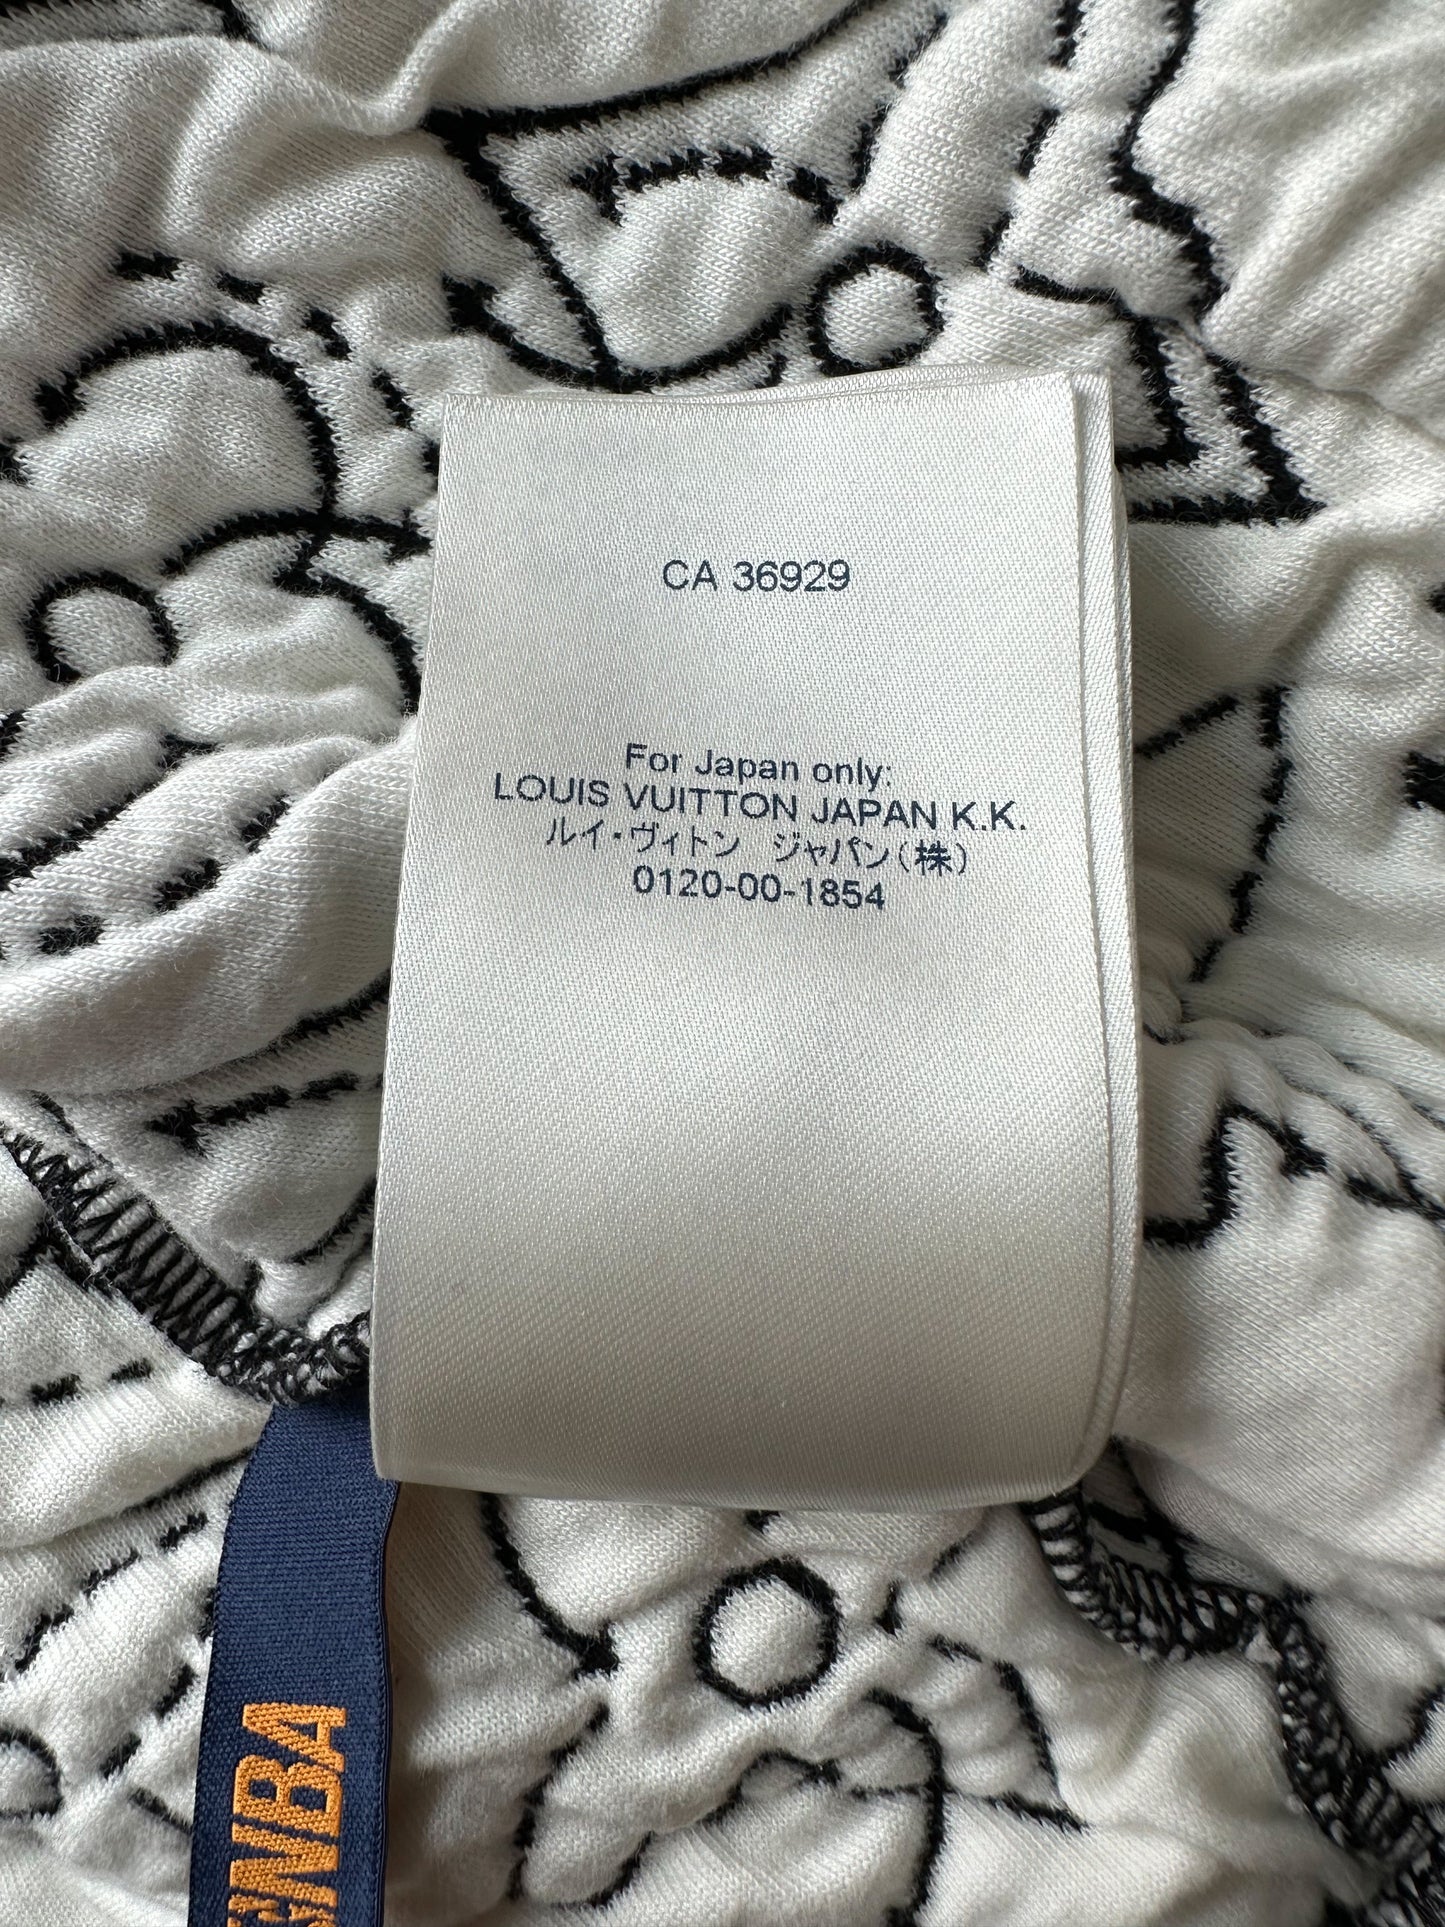 CA 36929
For Japan only:
LOUIS VUITTON JAPAN K.K.
ルイ・ヴィトン ジャパン(株)
0120-00-1854
NBA